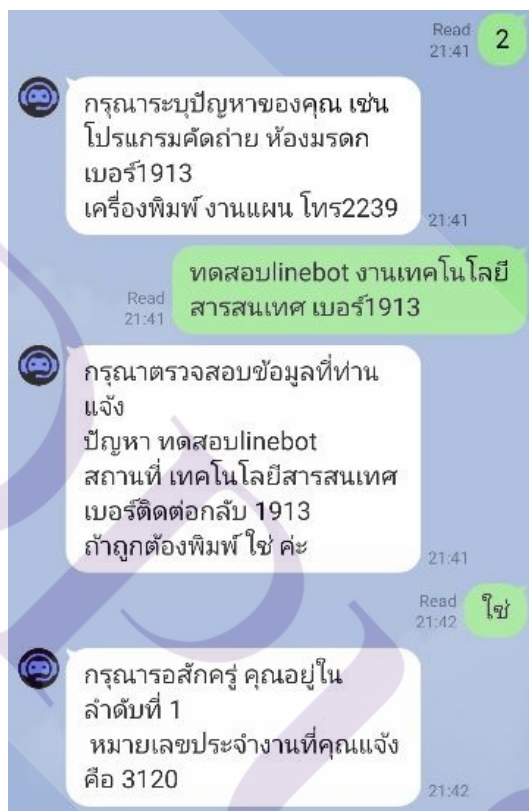 Read
21:41
2
กรุณาระบุปัญหาของคุณ เช่น
โปรแกรมคัดถ่าย ห้องมรดก
เบอร์1913
เครื่องพิมพ์ งานแผน โทร2239
21:41
ทดสอบlinebot งานเทคโนโลยี
สารสนเทศ เบอร์1913
Read
21:41
กรุณาตรวจสอบข้อมูลที่ท่าน
แจ้ง
ปัญหา ทดสอบlinebot
สถานที่ เทคโนโลยีสารสนเทศ
เบอร์ติดต่อกลับ 1913
ถ้าถูกต้องพิมพ์ ใช่ ค่ะ
21:41
Read
21:42
ใช่
กรุณารอสักครู่ คุณอยู่ใน
ลำดับที่ 1
หมายเลขประจำงานที่คุณแจ้ง
คือ 3120
21:42